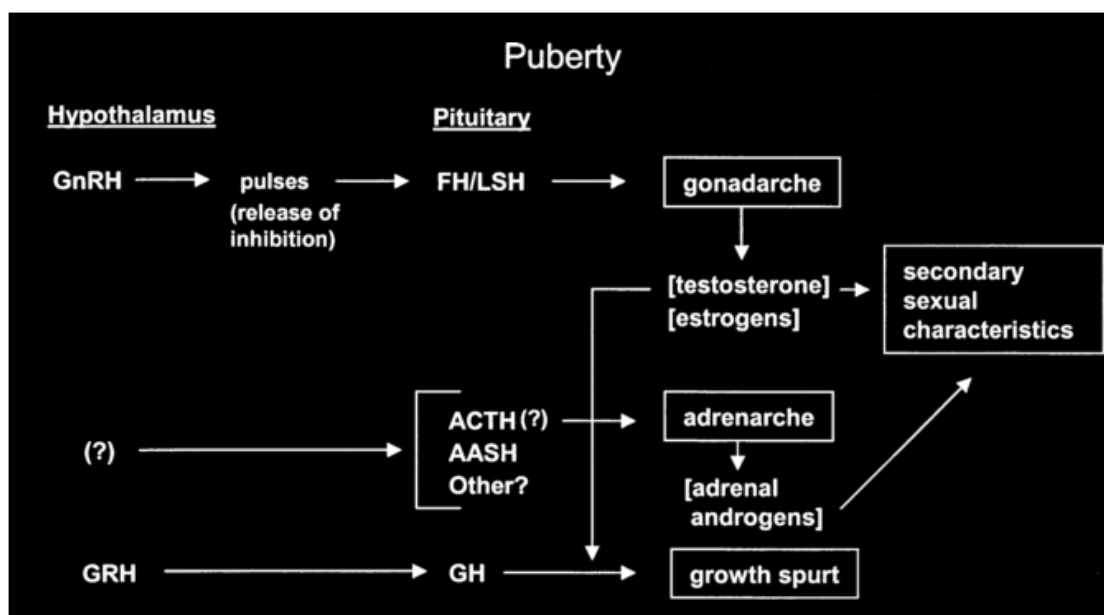 Puberty
Hypothalamus
Pituitary
GnRH
pulses
(release of
inhibition)
FH/LSH
gonadarche
[testosterone]
[estrogens]
secondary
sexual
characteristics
(?)
ACTH (?)
AASH
Other?
adrenarche
[adrenal
androgens]
GRH
GH
growth spurt